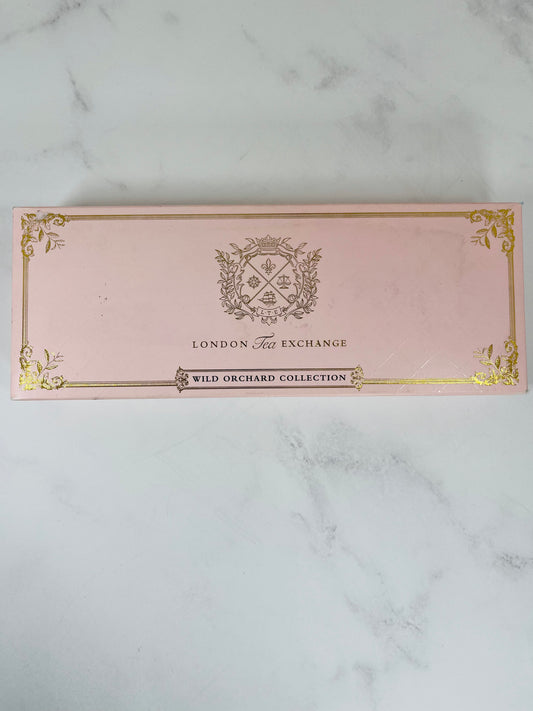 L.T.E
LONDON Tea EXCHANGE
WILD ORCHARD COLLECTION